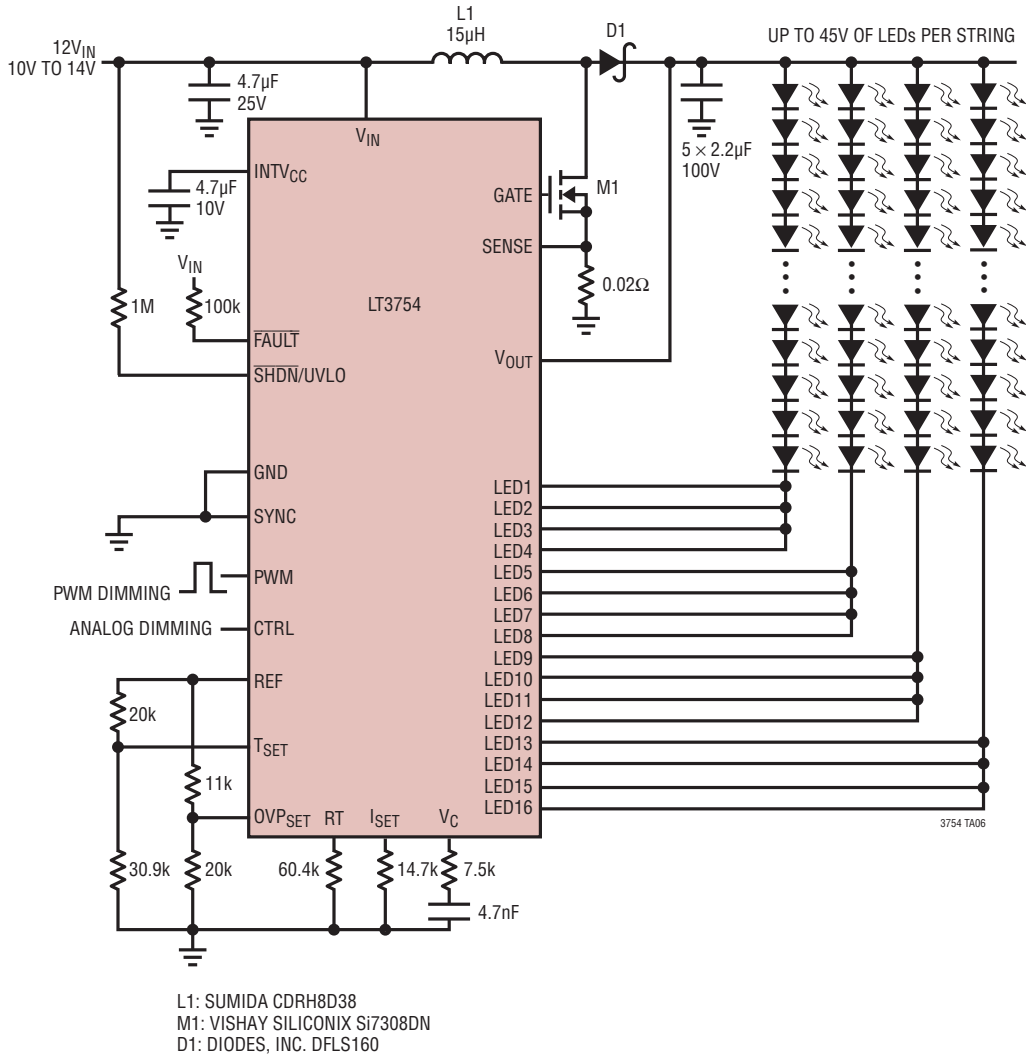 L1
15µH
D1
UP TO 45V OF LEDs PER STRING
12VIN
10V TO 14V
4.7µF
25V
VIN
5 × 2.2µF
100V
INTVCC
4.7µF
10V
GATE
M1
SENSE
VIN
0.02Ω
1M
100k
LT3754
FAULT
VOUT
SHDN/UVLO
GND
LED1
LED2
SYNC
LED3
LED4
LED5
PWM
PWM DIMMING
LED6
LED7
ANALOG DIMMING
CTRL
LED8
LED9
REF
LED10
LED11
20k
LED12
LED13
TSET
LED14
11k
LED15
LED16
OVPSET
RT
ISET
VC
3754 TA06
30.9k
20k
60.4k
14.7k
7.5k
4.7nF
L1: SUMIDA CDRH8D38
M1: VISHAY SILICONIX Si7308DN
D1: DIODES, INC. DFLS160